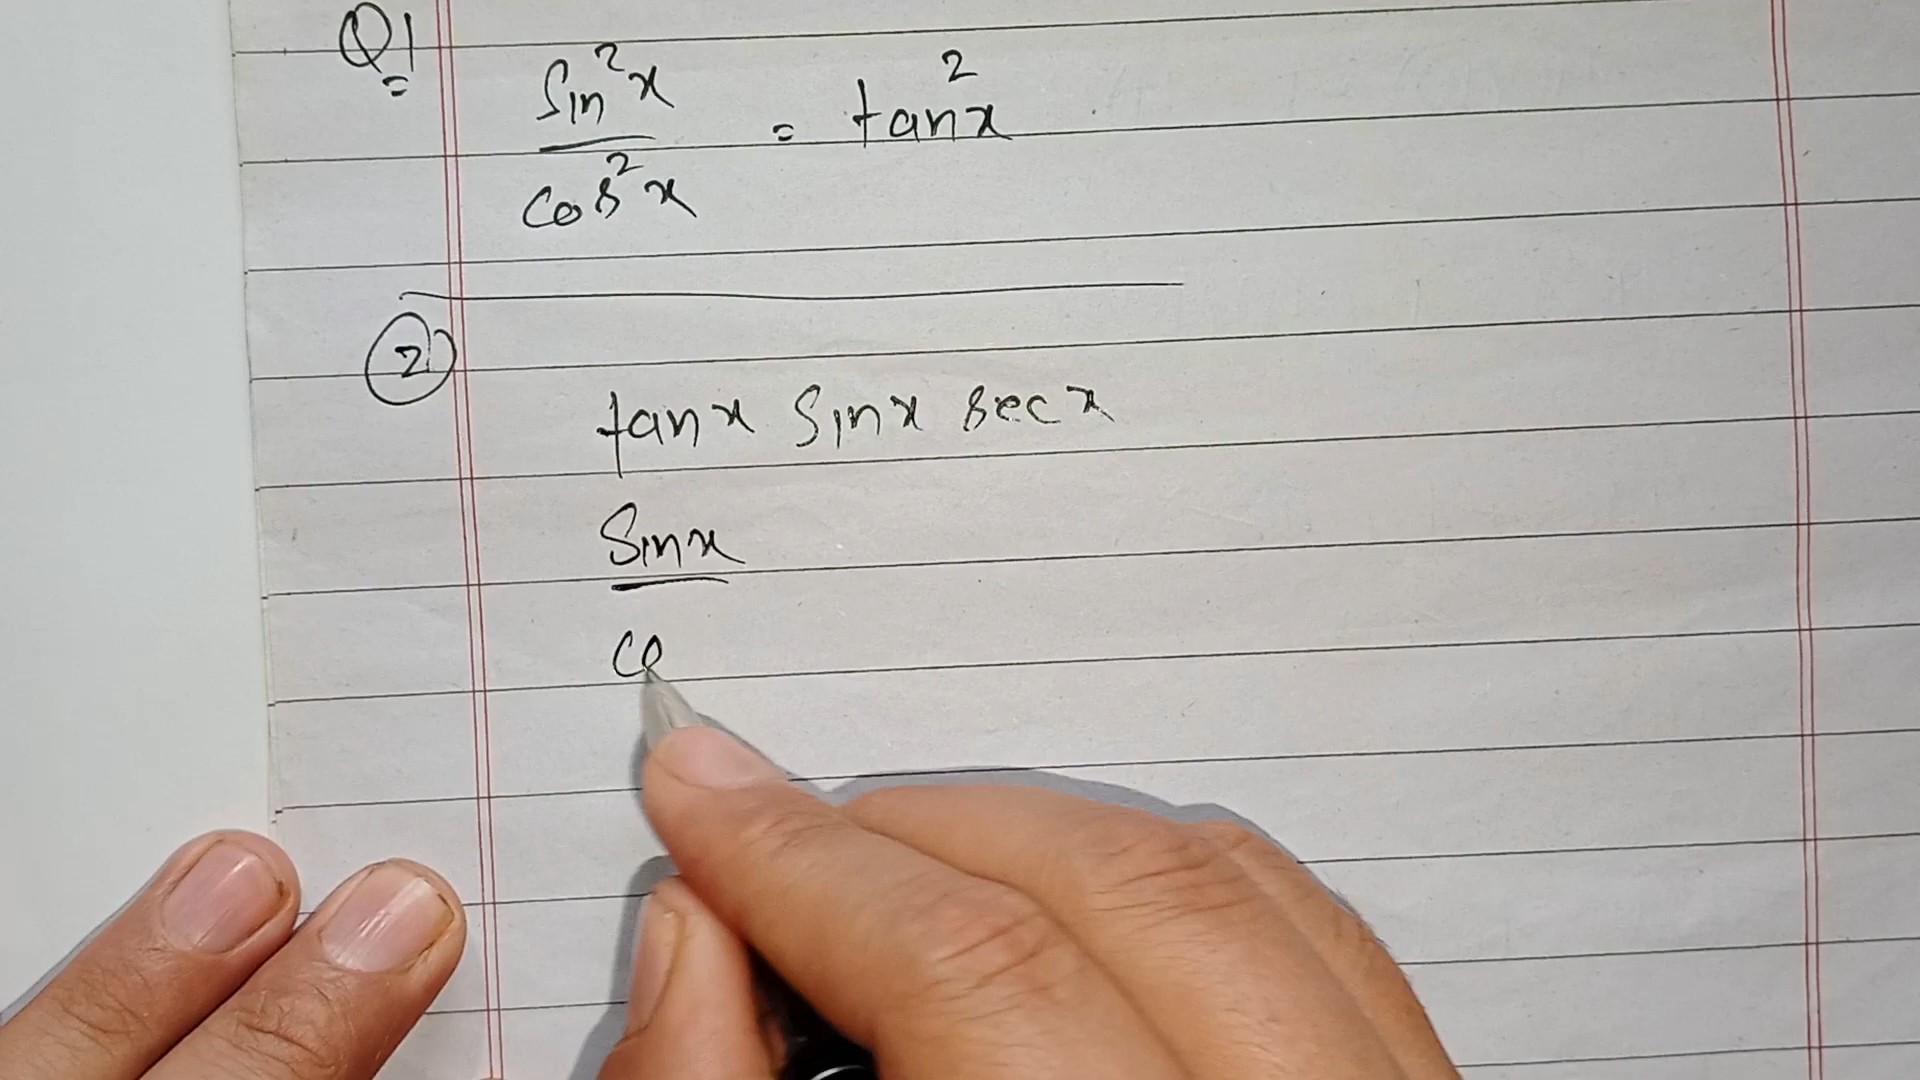 Q1
sin²x / cos²x = tan²x
2)
tanx sinx secx
sinx
co